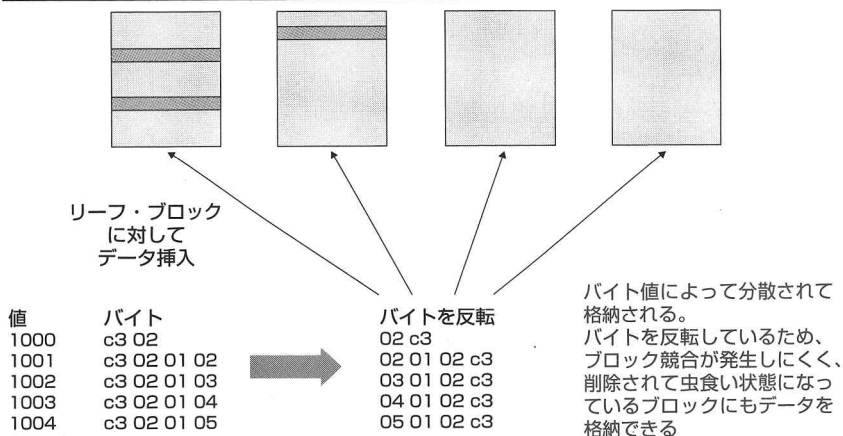 リーフ・ブロック
に対して
データ挿入
値 バイト バイトを反転
1000 c3 02 02 c3
1001 c3 02 01 02 02 01 02 c3
1002 c3 02 01 03 03 01 02 c3
1003 c3 02 01 04 04 01 02 c3
1004 c3 02 01 05 05 01 02 c3
バイト値によって分散されて
格納される。
バイトを反転しているため、
ブロック競合が発生しにくく、
削除されて虫食い状態になっ
ているブロックにもデータを
格納できる